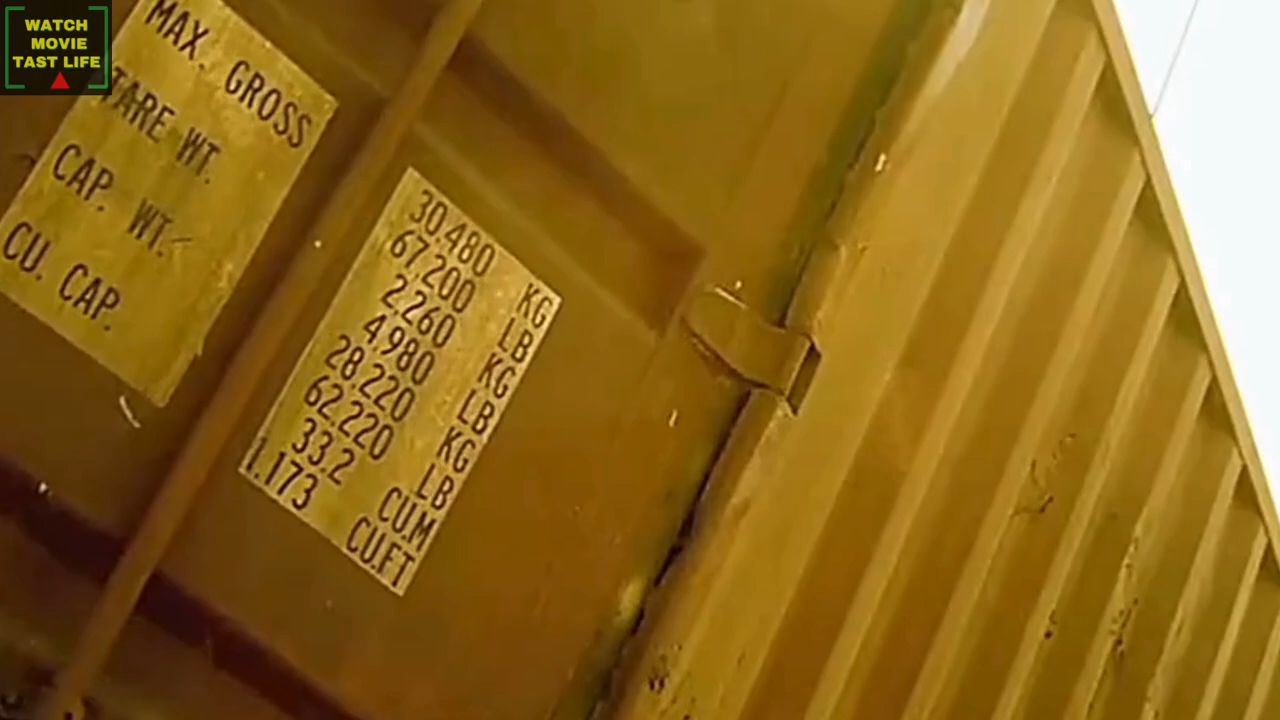 WATCH
MOVIE
TAST LIFE
MAX. GROSS
TARE WT.
CAP. WT.
CU. CAP.
30.480 KG
67.200 LB
2.260 KG
4.980 LB
28.220 KG
62.220 LB
33.2 CU.M
1.173 CU.FT